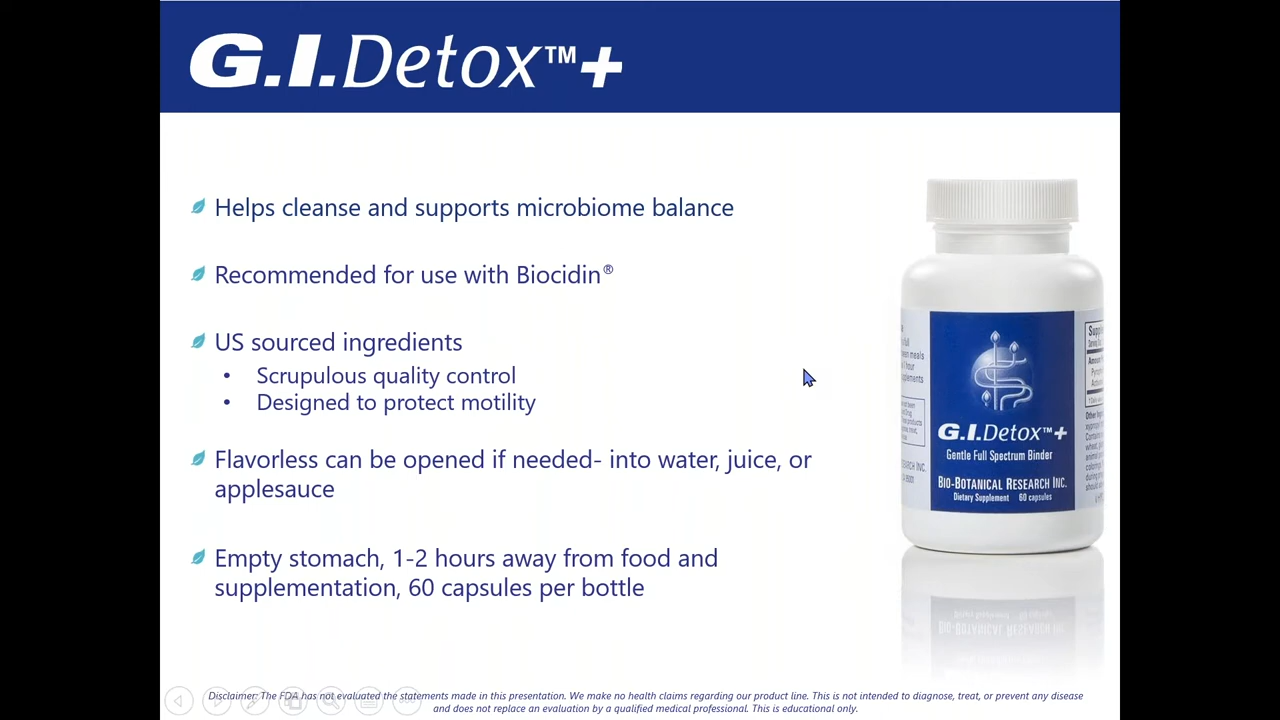 G.I.Detox™+
Helps cleanse and supports microbiome balance
Recommended for use with Biocidin®
US sourced ingredients
• Scrupulous quality control
• Designed to protect motility
Flavorless can be opened if needed- into water, juice, or
applesauce
Empty stomach, 1-2 hours away from food and
supplementation, 60 capsules per bottle
G.I.Detox™+
Gentle Full Spectrum Binder
BIO-BOTANICAL RESEARCH INC.
Dietary Supplement 60 capsules
Disclaimer: The FDA has not evaluated the statements made in this presentation. We make no health claims regarding our product line. This is not intended to diagnose, treat, or prevent any disease
and does not replace an evaluation by a qualified medical professional. This is educational only.